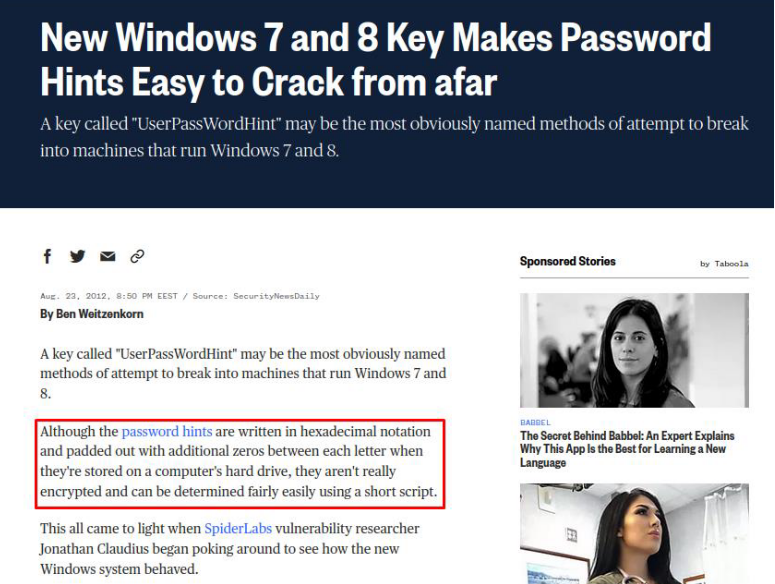 New Windows 7 and 8 Key Makes Password
Hints Easy to Crack from afar
A key called "UserPassWordHint" may be the most obviously named methods of attempt to break
into machines that run Windows 7 and 8.
Aug. 23, 2012, 8:50 PM EEST / Source: SecurityNewsDaily
By Ben Weitzenkorn
A key called "UserPassWordHint" may be the most obviously named
methods of attempt to break into machines that run Windows 7 and
8.
Although the password hints are written in hexadecimal notation
and padded out with additional zeros between each letter when
they're stored on a computer's hard drive, they aren't really
encrypted and can be determined fairly easily using a short script.
This all came to light when SpiderLabs vulnerability researcher
Jonathan Claudius began poking around to see how the new
Windows system behaved.
Sponsored Stories
by Taboola
BABBEL
The Secret Behind Babbel: An Expert Explains
Why This App Is the Best for Learning a New
Language